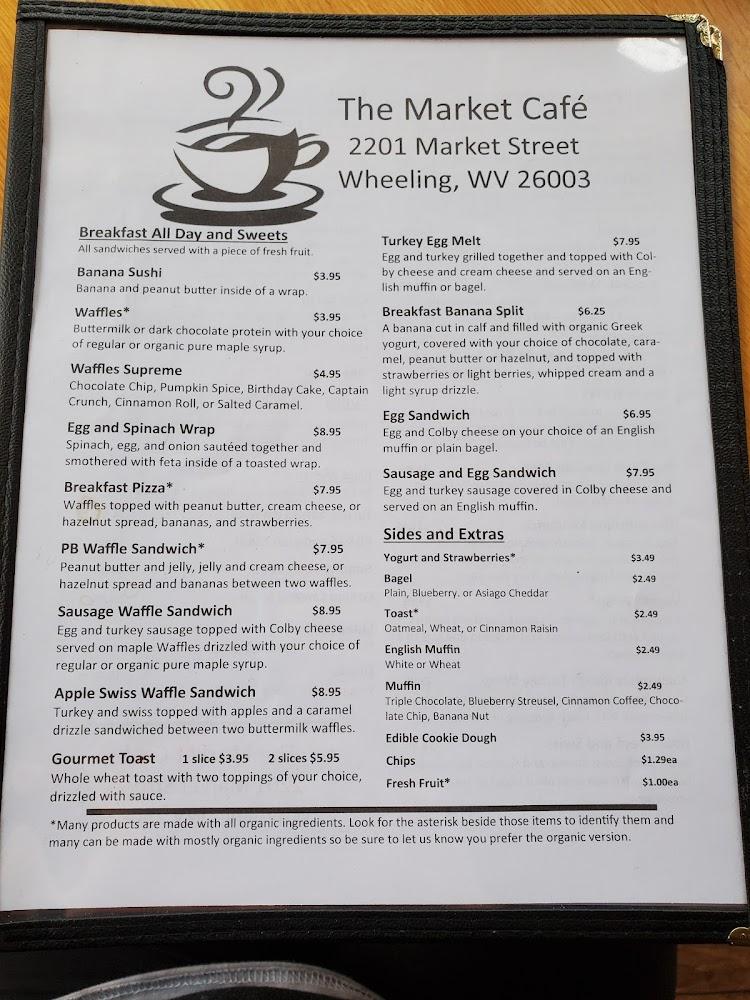 The Market Café
2201 Market Street
Wheeling, WV 26003
Breakfast All Day and Sweets
All sandwiches served with a piece of fresh fruit.
Banana Sushi $3.95
Banana and peanut butter inside of a wrap.
Waffles* $3.95
Buttermilk or dark chocolate protein with your choice
of regular or organic pure maple syrup.
Waffles Supreme $4.95
Chocolate Chip, Pumpkin Spice, Birthday Cake, Captain
Crunch, Cinnamon Roll, or Salted Caramel.
Egg and Spinach Wrap $8.95
Spinach, egg, and onion sautéed together and
smothered with feta inside of a toasted wrap.
Breakfast Pizza* $7.95
Waffles topped with peanut butter, cream cheese, or
hazelnut spread, bananas, and strawberries.
PB Waffle Sandwich* $7.95
Peanut butter and jelly, jelly and cream cheese, or
hazelnut spread and bananas between two waffles.
Sausage Waffle Sandwich $8.95
Egg and turkey sausage topped with Colby cheese
served on maple Waffles drizzled with your choice of
regular or organic pure maple syrup.
Apple Swiss Waffle Sandwich $8.95
Turkey and swiss topped with apples and a caramel
drizzle sandwiched between two buttermilk waffles.
Gourmet Toast 1 slice $3.95 2 slices $5.95
Whole wheat toast with two toppings of your choice,
drizzled with sauce.
Turkey Egg Melt $7.95
Egg and turkey grilled together and topped with Col-
by cheese and cream cheese and served on an Eng-
lish muffin or bagel.
Breakfast Banana Split $6.25
A banana cut in calf and filled with organic Greek
yogurt, covered with your choice of chocolate, cara-
mel, peanut butter or hazelnut, and topped with
strawberries or light berries, whipped cream and a
light syrup drizzle.
Egg Sandwich $6.95
Egg and Colby cheese on your choice of an English
muffin or plain bagel.
Sausage and Egg Sandwich $7.95
Egg and turkey sausage covered in Colby cheese and
served on an English muffin.
Sides and Extras
Yogurt and Strawberries* $3.49
Bagel $2.49
Plain, Blueberry. or Asiago Cheddar
Toast* $2.49
Oatmeal, Wheat, or Cinnamon Raisin
English Muffin $2.49
White or Wheat
Muffin $2.49
Triple Chocolate, Blueberry Streusel, Cinnamon Coffee, Choco-
late Chip, Banana Nut
Edible Cookie Dough $3.95
Chips $1.29ea
Fresh Fruit* $1.00ea
*Many products are made with all organic ingredients. Look for the asterisk beside those items to identify them and
many can be made with mostly organic ingredients so be sure to let us know you prefer the organic version.